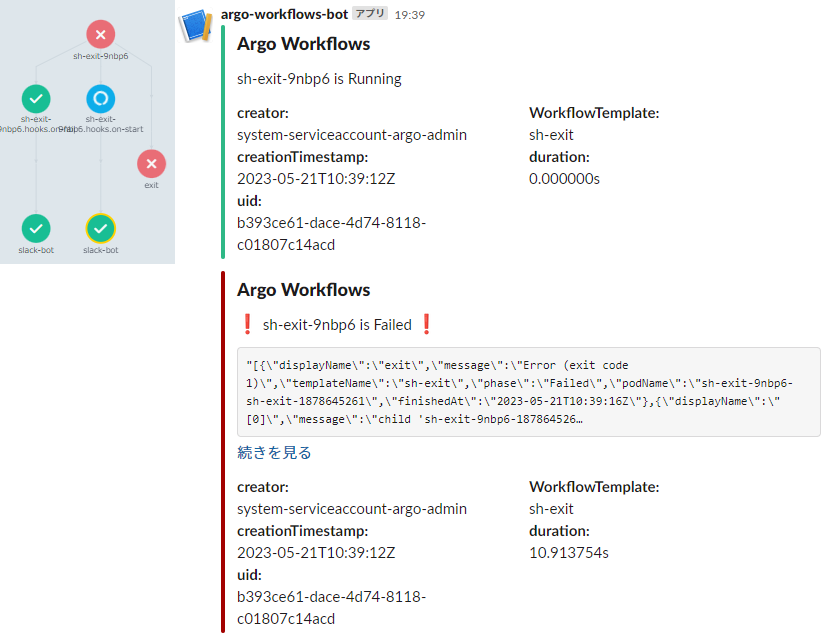 sh-exit-9nbp6
sh-exit-
9nbp6.hooks.on-
sh-exit-
9nbp6.hooks.on-start
exit
slack-bot
slack-bot
argo-workflows-bot アプリ 19:39
Argo Workflows
sh-exit-9nbp6 is Running
creator:
system-serviceaccount-argo-admin
WorkflowTemplate:
sh-exit
creationTimestamp:
2023-05-21T10:39:12Z
duration:
0.000000s
uid:
b393ce61-dace-4d74-8118-
c01807c14acd
Argo Workflows
❗ sh-exit-9nbp6 is Failed ❗
"[{\"displayName\":\"exit\",\"message\":\"Error (exit code
1)\",\"templateName\":\"sh-exit\",\"phase\":\"Failed\",\"podName\":\"sh-exit-9nbp6-
sh-exit-1878645261\",\"finishedAt\":\"2023-05-21T10:39:16Z\"},{\"displayName\":\"
[0]\",\"message\":\"child 'sh-exit-9nbp6-187864526…
続きを見る
creator:
system-serviceaccount-argo-admin
WorkflowTemplate:
sh-exit
creationTimestamp:
2023-05-21T10:39:12Z
duration:
10.913754s
uid:
b393ce61-dace-4d74-8118-
c01807c14acd